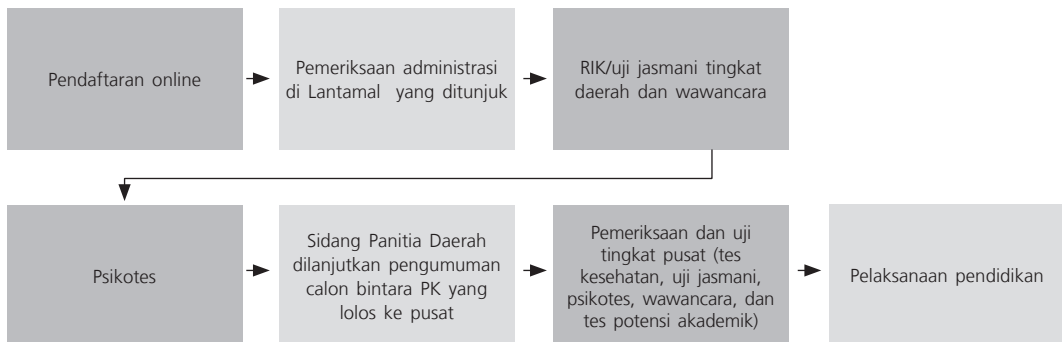 Pendaftaran online
Pemeriksaan administrasi
di Lantamal yang ditunjuk
RIK/uji jasmani tingkat
daerah dan wawancara
Psikotes
Sidang Panitia Daerah
dilanjutkan pengumuman
calon bintara PK yang
lolos ke pusat
Pemeriksaan dan uji
tingkat pusat (tes
kesehatan, uji jasmani,
psikotes, wawancara, dan
tes potensi akademik)
Pelaksanaan pendidikan